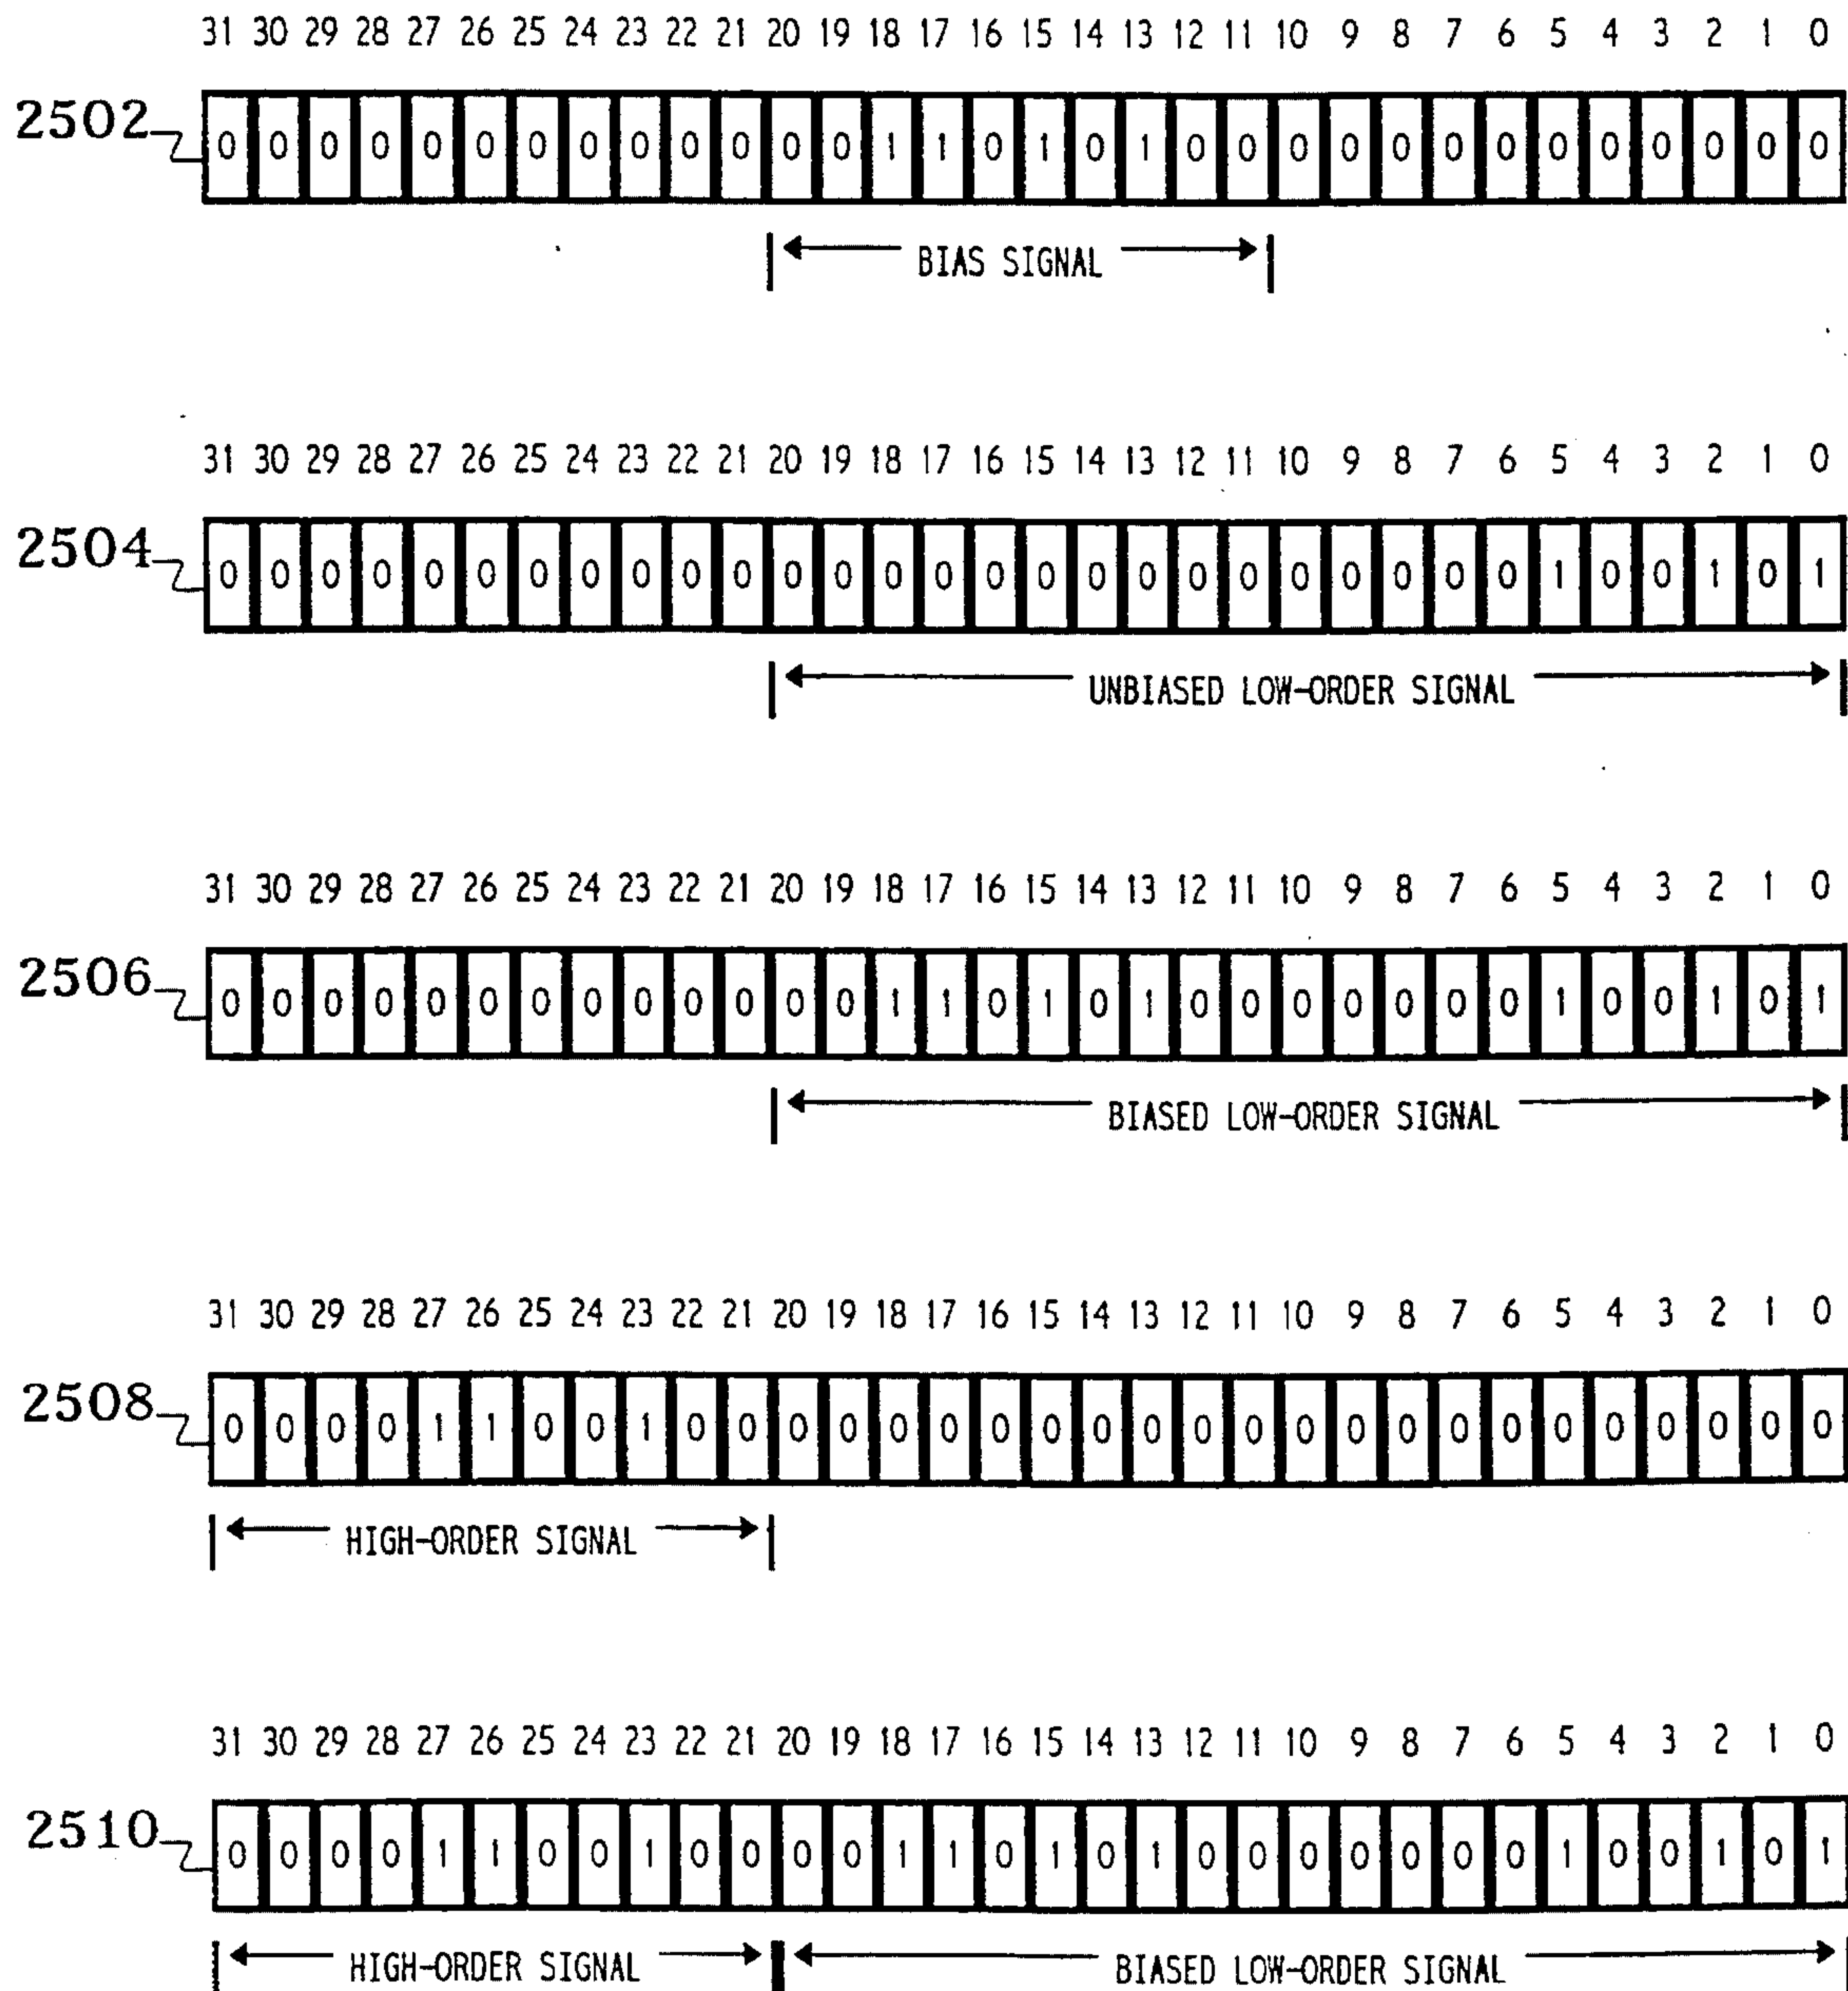 31 30 29 28 27 26 25 24 23 22 21 20 19 18 17 16 15 14 13 12 11 10 9 8 7 6 5 4 3 2 1 0
2502 0 0 0 0 0 0 0 0 0 0 0 0 0 1 1 0 1 0 1 0 0 0 0 0 0 0 0 0 0 0 0 0
BIAS SIGNAL
31 30 29 28 27 26 25 24 23 22 21 20 19 18 17 16 15 14 13 12 11 10 9 8 7 6 5 4 3 2 1 0
2504 0 0 0 0 0 0 0 0 0 0 0 0 0 0 0 0 0 0 0 0 0 0 0 0 0 0 1 0 0 1 0 1
UNBIASED LOW-ORDER SIGNAL
31 30 29 28 27 26 25 24 23 22 21 20 19 18 17 16 15 14 13 12 11 10 9 8 7 6 5 4 3 2 1 0
2506 0 0 0 0 0 0 0 0 0 0 0 0 0 1 1 0 1 0 1 0 0 0 0 0 0 0 1 0 0 1 0 1
BIASED LOW-ORDER SIGNAL
31 30 29 28 27 26 25 24 23 22 21 20 19 18 17 16 15 14 13 12 11 10 9 8 7 6 5 4 3 2 1 0
2508 0 0 0 0 1 1 0 0 1 0 0 0 0 0 0 0 0 0 0 0 0 0 0 0 0 0 0 0 0 0 0 0
HIGH-ORDER SIGNAL
31 30 29 28 27 26 25 24 23 22 21 20 19 18 17 16 15 14 13 12 11 10 9 8 7 6 5 4 3 2 1 0
2510 0 0 0 0 1 1 0 0 1 0 0 0 0 1 1 0 1 0 1 0 0 0 0 0 0 0 1 0 0 1 0 1
HIGH-ORDER SIGNAL BIASED LOW-ORDER SIGNAL